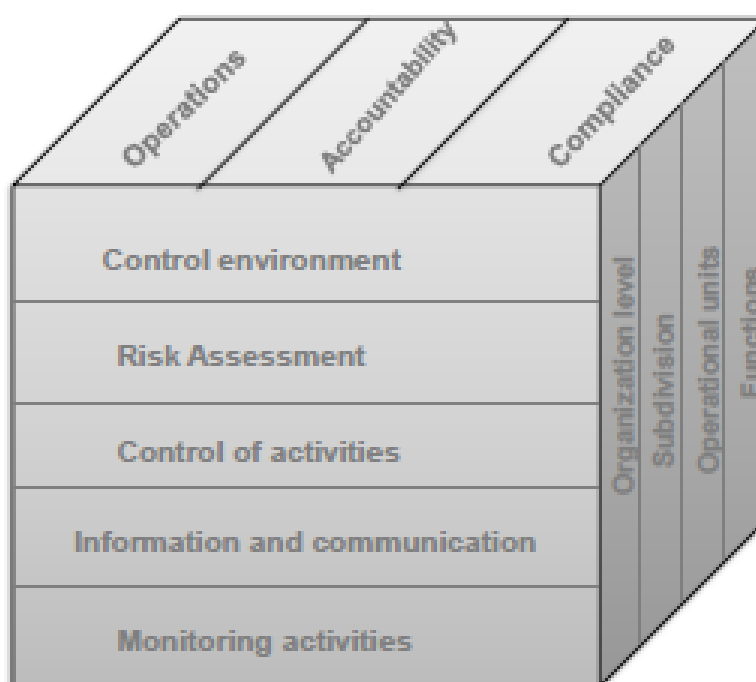 Operations
Accountability
Compliance
Control environment
Risk Assessment
Control of activities
Information and communication
Monitoring activities
Organization level
Subdivision
Operational units
Functions